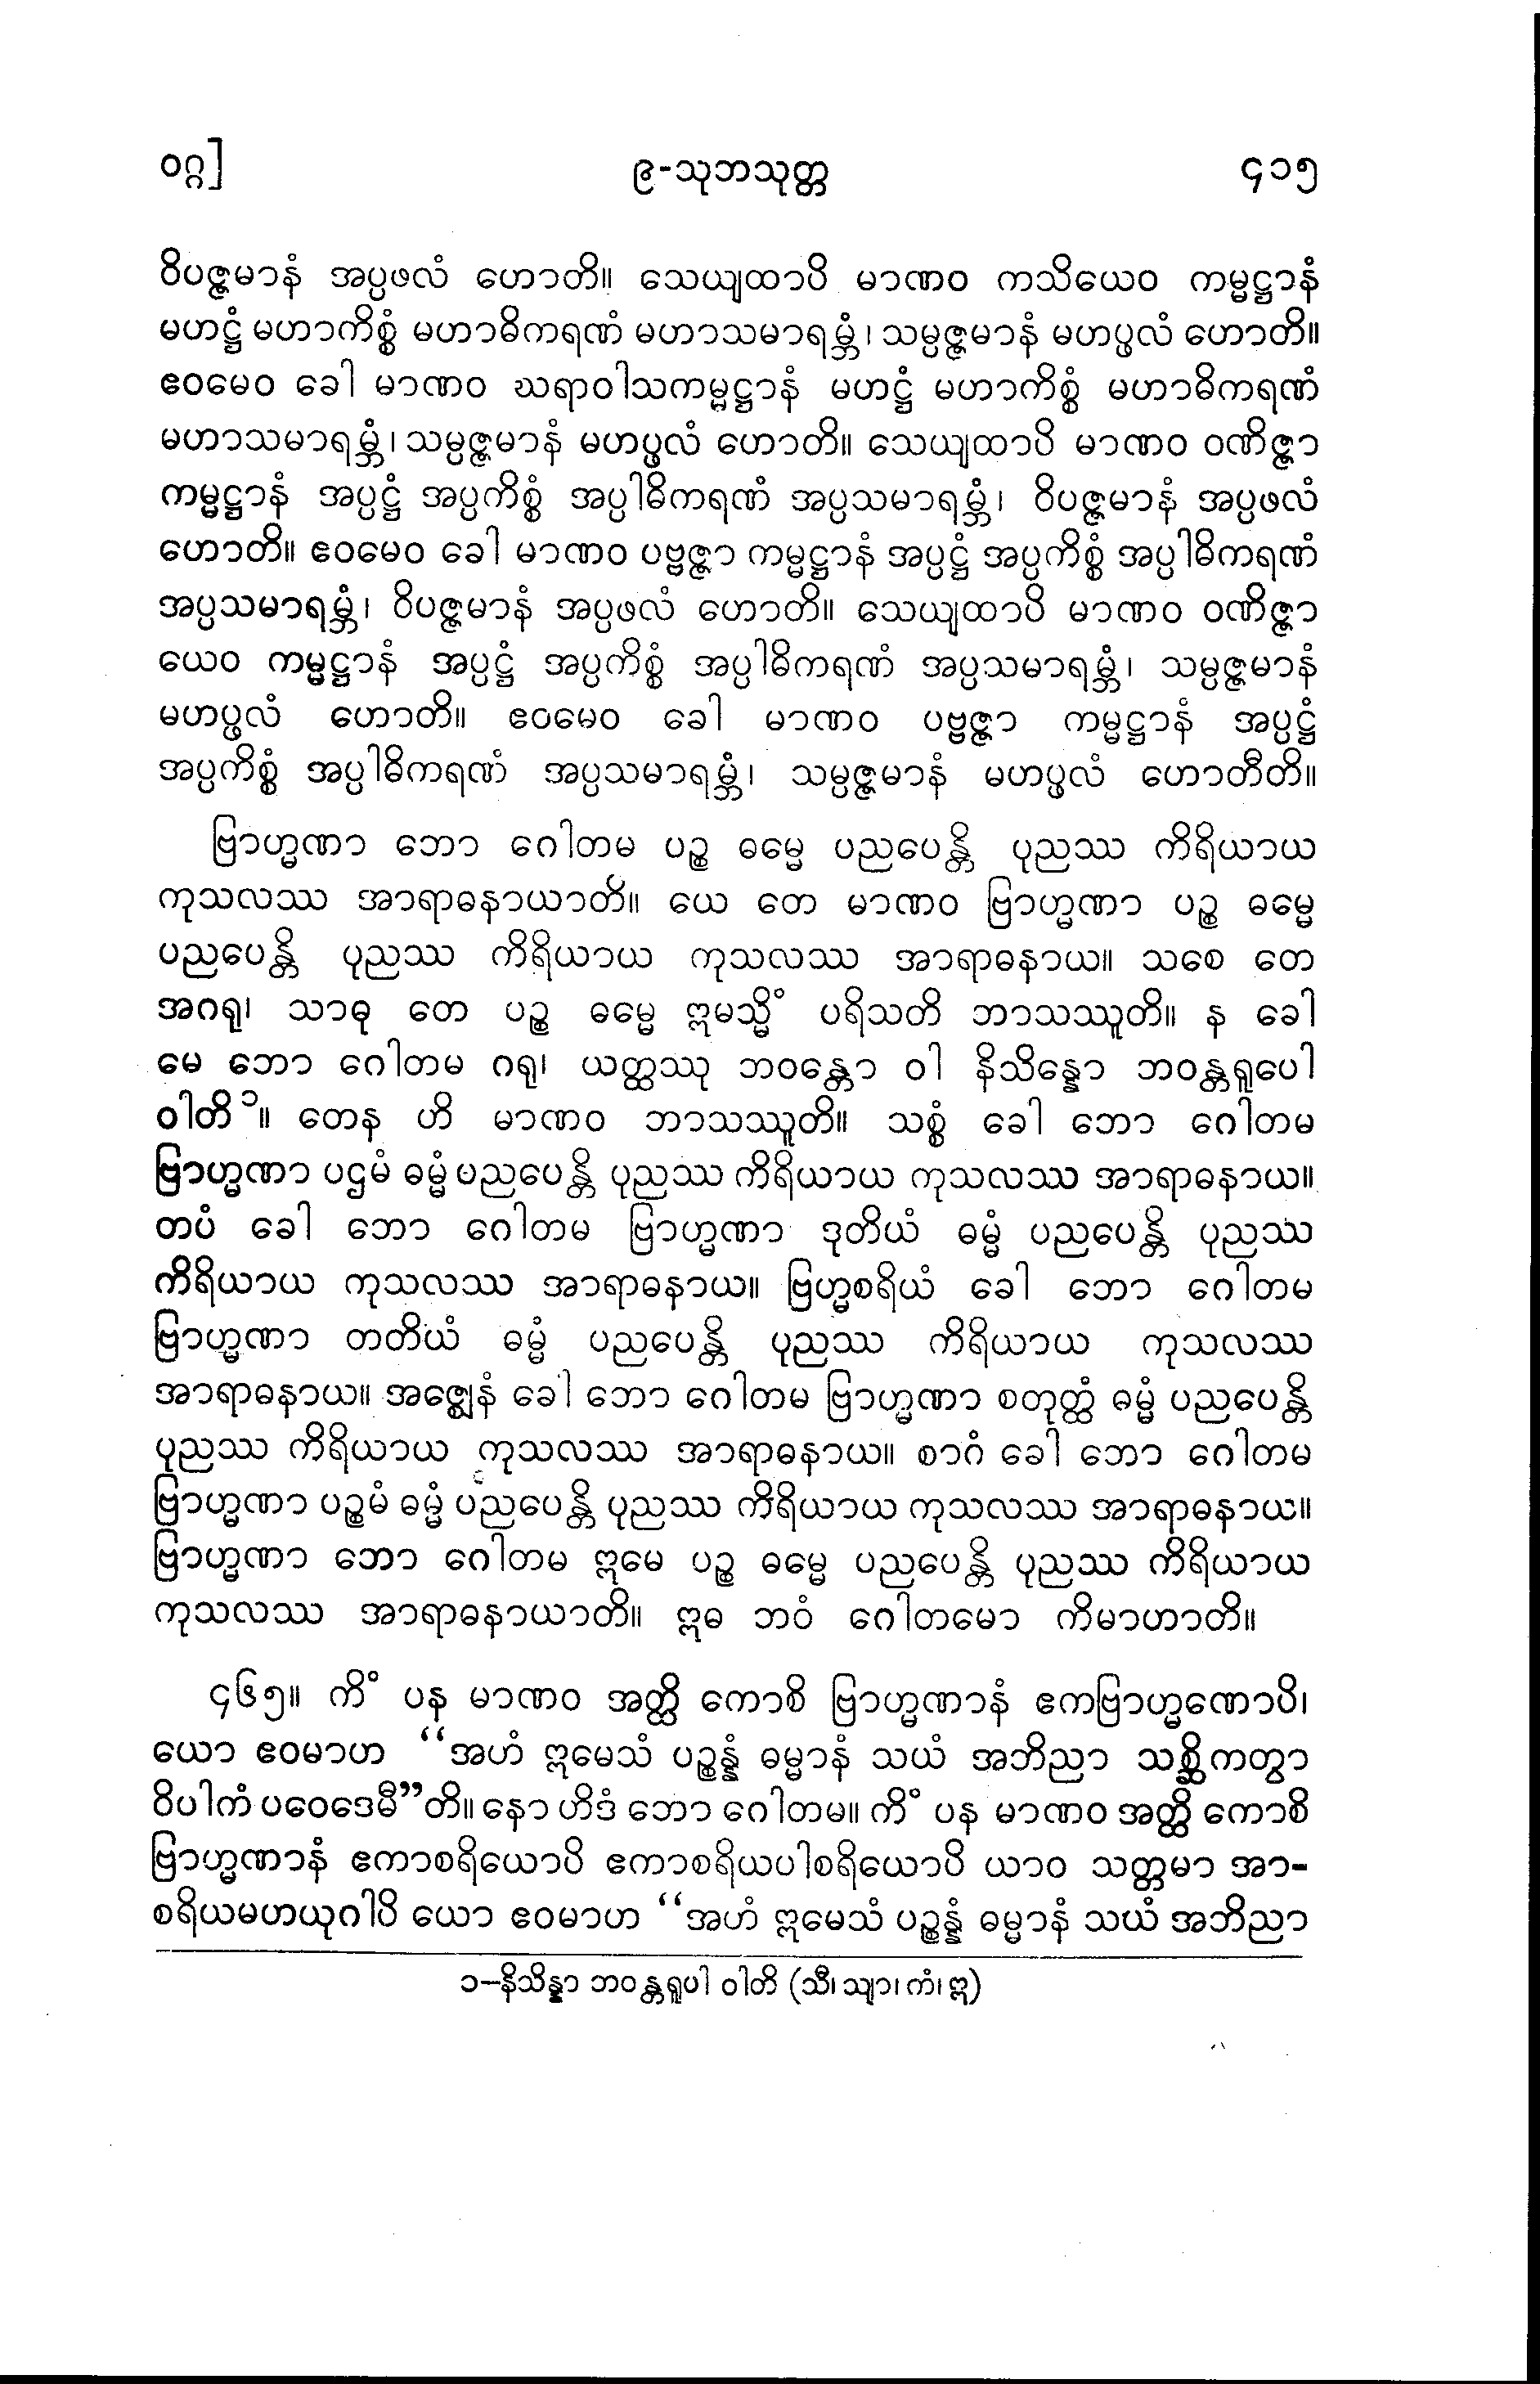 ဝဂ္ဂ]
၉-သုဘသုတ္တ
၄၁၅
ဝိပဇ္ဇမာနံ အပ္ပဖလံ ဟောတိ။ သေယျထာပိ မာဏဝ ကသိယေဝ ကမ္မဋ္ဌာနံ
မဟဋ္ဌံ မဟာကိစ္စံ မဟာဓိကရဏံ မဟာသမာရမ္ဘံ၊ သမ္ပဇ္ဇမာနံ မဟပ္ဖလံ ဟောတိ။
ဧဝမေဝ ခေါ မာဏဝ ဃရာဝါသကမ္မဋ္ဌာနံ မဟဋ္ဌံ မဟာကိစ္စံ မဟာဓိကရဏံ
မဟာသမာရမ္ဘံ၊ သမ္ပဇ္ဇမာနံ မဟပ္ဖလံ ဟောတိ။ သေယျထာပိ မာဏဝ ဝဏိဇ္ဇာ
ကမ္မဋ္ဌာနံ အပ္ပဋ္ဌံ အပ္ပကိစ္စံ အပ္ပါဓိကရဏံ အပ္ပသမာရမ္ဘံ၊ ဝိပဇ္ဇမာနံ အပ္ပဖလံ
ဟောတိ။ ဧဝမေဝ ခေါ မာဏဝ ပဗ္ဗဇ္ဇာ ကမ္မဋ္ဌာနံ အပ္ပဋ္ဌံ အပ္ပကိစ္စံ အပ္ပါဓိကရဏံ
အပ္ပသမာရမ္ဘံ၊ ဝိပဇ္ဇမာနံ အပ္ပဖလံ ဟောတိ။ သေယျထာပိ မာဏဝ ဝဏိဇ္ဇာ
ယေဝ ကမ္မဋ္ဌာနံ အပ္ပဋ္ဌံ အပ္ပကိစ္စံ အပ္ပါဓိကရဏံ အပ္ပသမာရမ္ဘံ၊ သမ္ပဇ္ဇမာနံ
မဟပ္ဖလံ ဟောတိ။ ဧဝမေဝ ခေါ မာဏဝ ပဗ္ဗဇ္ဇာ ကမ္မဋ္ဌာနံ အပ္ပဋ္ဌံ
အပ္ပကိစ္စံ အပ္ပါဓိကရဏံ အပ္ပသမာရမ္ဘံ၊ သမ္ပဇ္ဇမာနံ မဟပ္ဖလံ ဟောတီတိ။
ဗြာဟ္မဏာ ဘော ဂေါတမ ပဉ္စ ဓမ္မေ ပညပေန္တိ ပုညဿ ကိရိယာယ
ကုသလဿ အာရာဓနာယာတိ။ ယေ တေ မာဏဝ ဗြာဟ္မဏာ ပဉ္စ ဓမ္မေ
ပညပေန္တိ ပုညဿ ကိရိယာယ ကုသလဿ အာရာဓနာယ။ သစေ တေ
အဂရု၊ သာဓု တေ ပဉ္စ ဓမ္မေ ဣမသ္မိံ ပရိသတိ ဘာသဿူတိ။ န ခေါ
မေ ဘော ဂေါတမ ဂရု၊ ယတ္ထဿု ဘဝန္တော ဝါ နိသိန္နော ဘဝန္တရူပေါ
ဝါတိ ၁။ တေန ဟိ မာဏဝ ဘာသဿူတိ။ သစ္စံ ခေါ ဘော ဂေါတမ
ဗြာဟ္မဏာ ပဌမံ ဓမ္မံ ပညပေန္တိ ပုညဿ ကိရိယာယ ကုသလဿ အာရာဓနာယ။
တပံ ခေါ ဘော ဂေါတမ ဗြာဟ္မဏာ ဒုတိယံ ဓမ္မံ ပညပေန္တိ ပုညဿ
ကိရိယာယ ကုသလဿ အာရာဓနာယ။ ဗြဟ္မစရိယံ ခေါ ဘော ဂေါတမ
ဗြာဟ္မဏာ တတိယံ ဓမ္မံ ပညပေန္တိ ပုညဿ ကိရိယာယ ကုသလဿ
အာရာဓနာယ။ အဇ္ဈေနံ ခေါ ဘော ဂေါတမ ဗြာဟ္မဏာ စတုတ္ထံ ဓမ္မံ ပညပေန္တိ
ပုညဿ ကိရိယာယ ကုသလဿ အာရာဓနာယ။ စာဂံ ခေါ ဘော ဂေါတမ
ဗြာဟ္မဏာ ပဉ္စမံ ဓမ္မံ ပညပေန္တိ ပုညဿ ကိရိယာယ ကုသလဿ အာရာဓနာယ။
ဗြာဟ္မဏာ ဘော ဂေါတမ ဣမေ ပဉ္စ ဓမ္မေ ပညပေန္တိ ပုညဿ ကိရိယာယ
ကုသလဿ အာရာဓနာယာတိ။ ဣဓ ဘဝံ ဂေါတမော ကိမာဟာတိ။
၄၆၅။ ကိံ ပန မာဏဝ အတ္ထိ ကောစိ ဗြာဟ္မဏာနံ ဧကဗြာဟ္မဏောပိ၊
ယော ဧဝမာဟ “အဟံ ဣမေသံ ပဉ္စန္နံ ဓမ္မာနံ သယံ အဘိညာ သစ္ဆိကတွာ
ဝိပါကံ ပဝေဒေမီ”တိ။ နော ဟိဒံ ဘော ဂေါတမ။ ကိံ ပန မာဏဝ အတ္ထိ ကောစိ
ဗြာဟ္မဏာနံ ဧကာစရိယောပိ ဧကာစရိယပါစရိယောပိ ယာဝ သတ္တမာ အာ-
စရိယမဟယုဂါပိ ယော ဧဝမာဟ “အဟံ ဣမေသံ ပဉ္စန္နံ ဓမ္မာနံ သယံ အဘိညာ
၁–နိသိန္နာ ဘဝန္တရူပါ ဝါတိ (သီ၊ သျာ၊ ကံ၊ ဣ)